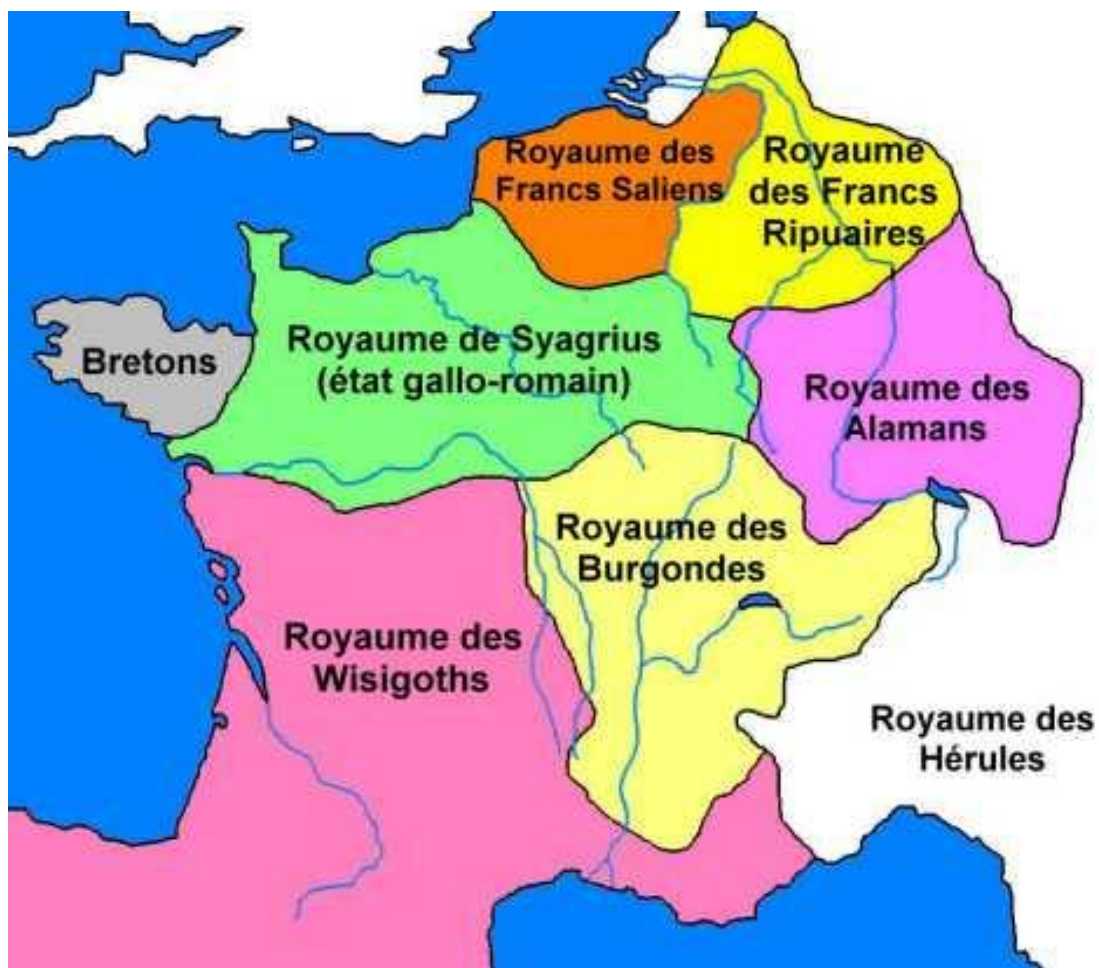 Royaume des
Francs Saliens
Royaume
des Francs
Ripuaires
Royaume de Syagrius
(état gallo-romain)
Bretons
Royaume des
Alamans
Royaume des
Burgondes
Royaume des
Wisigoths
Royaume des
Hérules